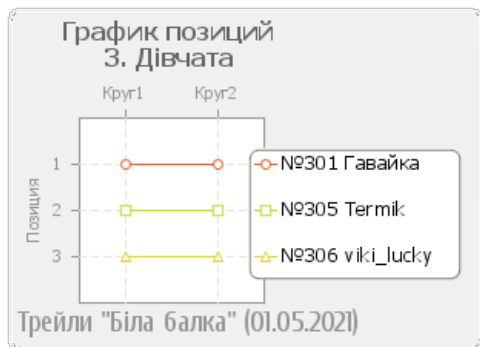 График позиций
3. Дівчата
Круг1 Круг2
Позиция
1
2
3
№301 Гавайка
№305 Termik
№306 viki_lucky
Трейли "Біла балка" (01.05.2021)